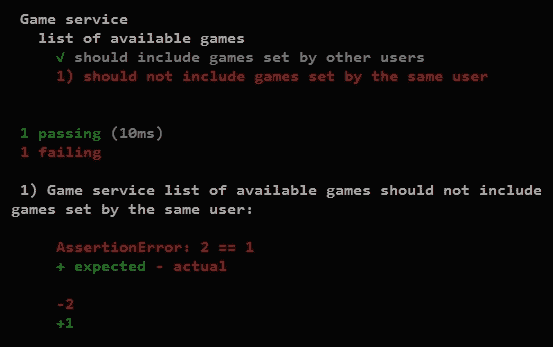 Game service
list of available games
√ should include games set by other users
1) should not include games set by the same user
1 passing (10ms)
1 failing
1) Game service list of available games should not include
games set by the same user:
AssertionError: 2 == 1
+ expected - actual
-2
+1